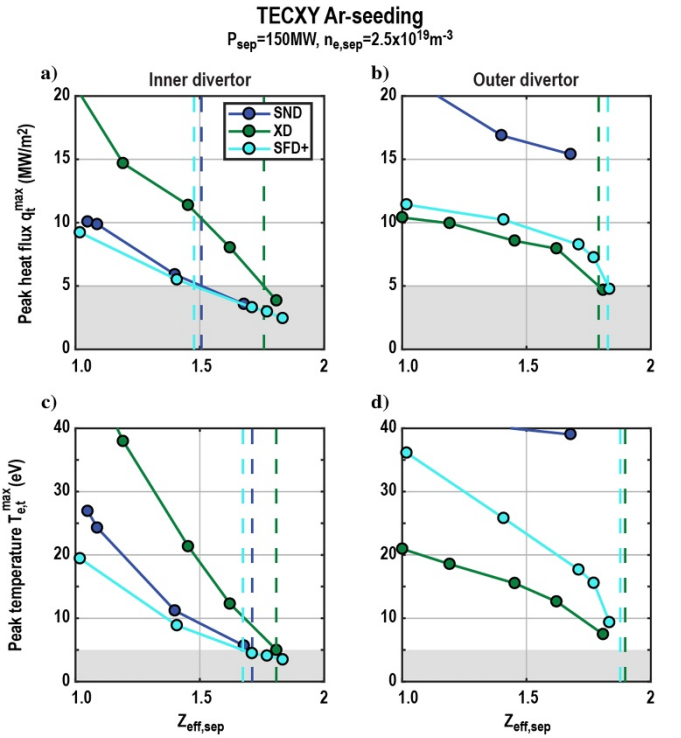 TECXY Ar-seeding
P_sep=150MW, n_e,sep=2.5x10^19m^-3
a)
Inner divertor
b)
Outer divertor
Peak heat flux q_t^max (MW/m²)
20
15
10
5
0
1.0
1.5
2
SND
XD
SFD+
20
15
10
5
0
1.0
1.5
2
c)
d)
Peak temperature T_e,t^max (eV)
40
30
20
10
0
1.0
1.5
2
Z_eff,sep
40
30
20
10
0
1.0
1.5
2
Z_eff,sep